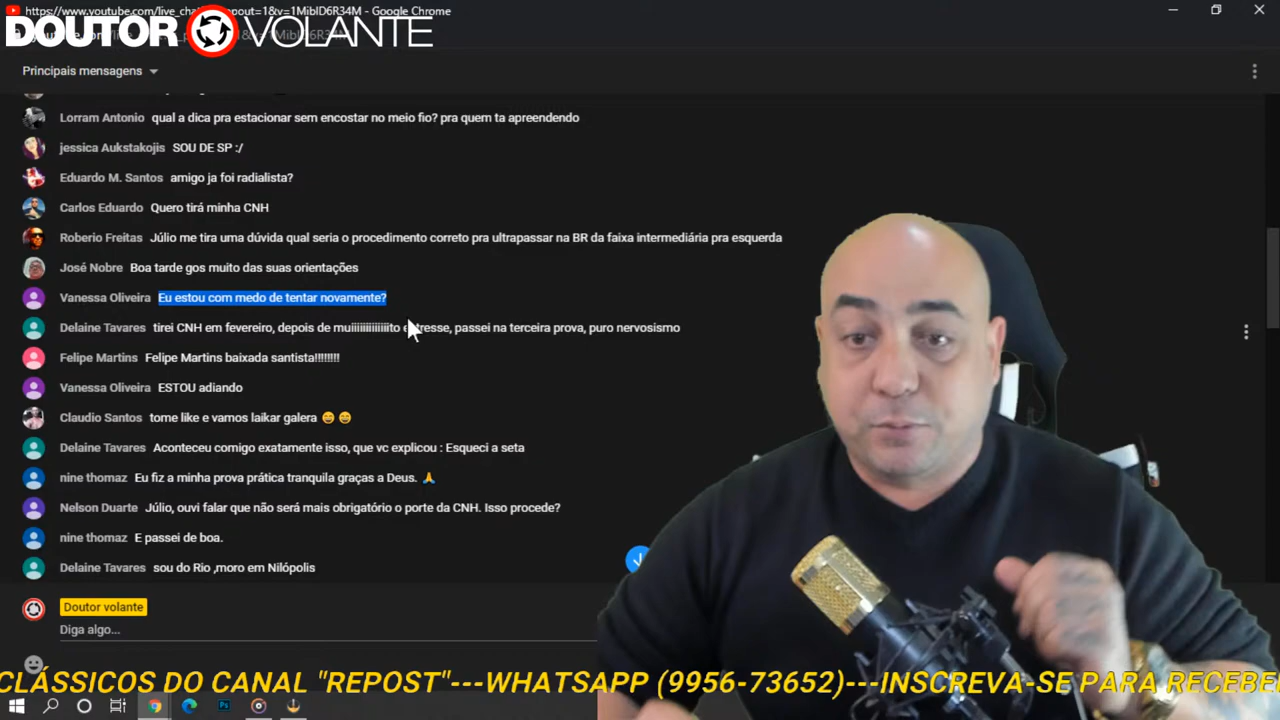 https://www.youtube.com/live_cha
opout=1&v=1MiblD6R34M - Google Chrome
DOUTOR VOLANTE
Principais mensagens
Lorram Antonio qual a dica pra estacionar sem encostar no meio fio? pra quem ta apreendendo
jessica Aukstakojis SOU DE SP :/
Eduardo M. Santos amigo ja foi radialista?
Carlos Eduardo Quero tirá minha CNH
Roberio Freitas Júlio me tira uma dúvida qual seria o procedimento correto pra ultrapassar na BR da faixa intermediária pra esquerda
José Nobre Boa tarde gos muito das suas orientações
Vanessa Oliveira Eu estou com medo de tentar novamente?
Delaine Tavares tirei CNH em fevereiro, depois de muiiiiiiiiiiiiito estresse, passei na terceira prova, puro nervosismo
Felipe Martins Felipe Martins baixada santista!!!!!!!!
Vanessa Oliveira ESTOU adiando
Claudio Santos tome like e vamos laikar galera 😄 😄
Delaine Tavares Aconteceu comigo exatamente isso, que vc explicou : Esqueci a seta
nine thomaz Eu fiz a minha prova prática tranquila graças a Deus. 🙏
Nelson Duarte Júlio, ouvi falar que não será mais obrigatório o porte da CNH. Isso procede?
nine thomaz E passei de boa.
Delaine Tavares sou do Rio ,moro em Nilópolis
Doutor volante
Diga algo...
CLÁSSICOS DO CANAL "REPOST"---WHATSAPP (9956-73652)---INSCREVA-SE PARA RECEBE